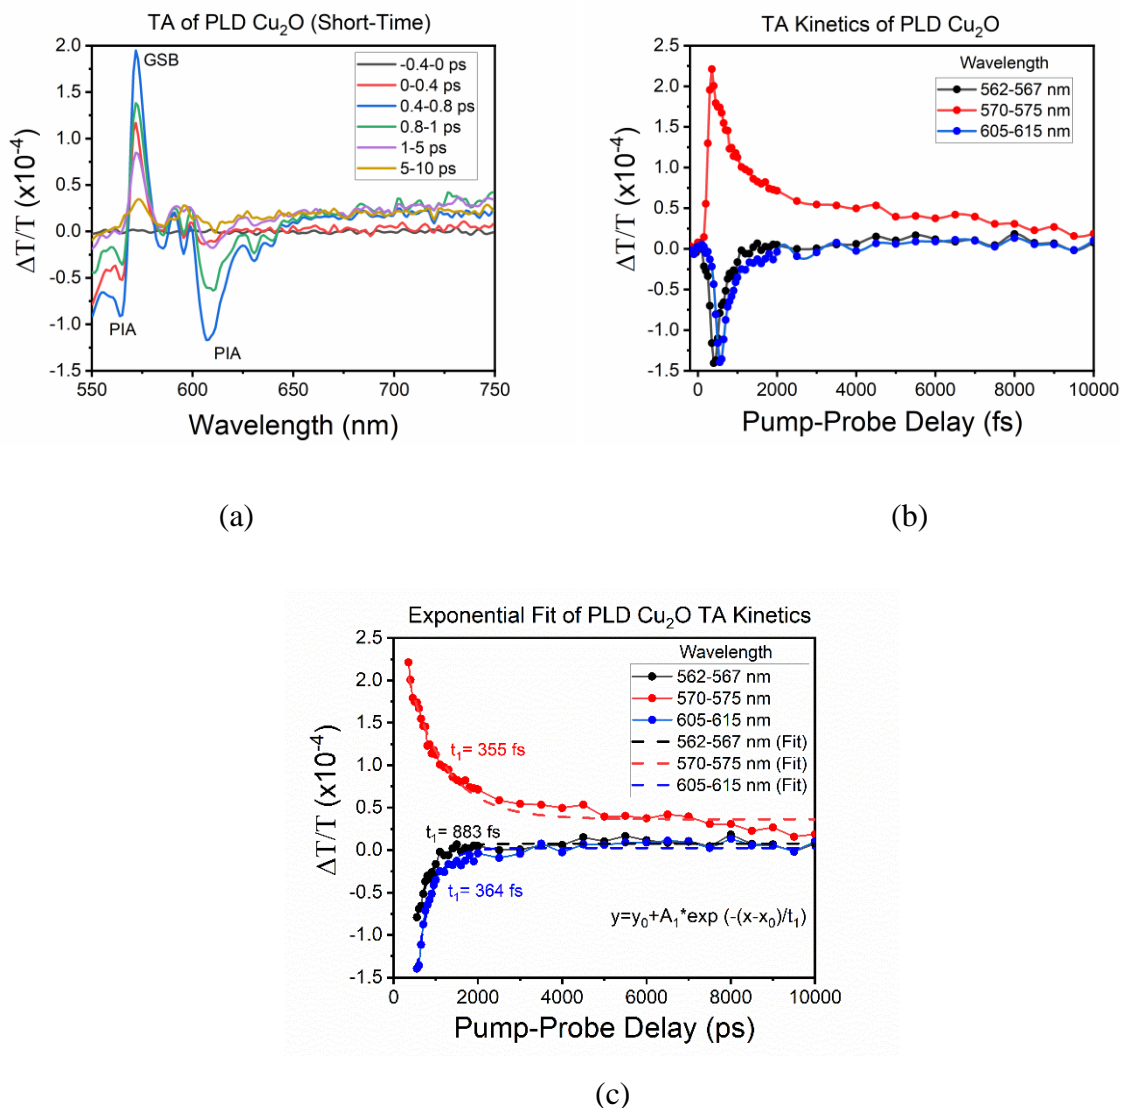 TA of PLD Cu₂O (Short-Time)
ΔT/T (x10⁻⁴)
2.0
1.5
1.0
0.5
0.0
-0.5
-1.0
-1.5
GSB
PIA
PIA
-0.4-0 ps
0-0.4 ps
0.4-0.8 ps
0.8-1 ps
1-5 ps
5-10 ps
550 600 650 700 750
Wavelength (nm)
(a)
TA Kinetics of PLD Cu₂O
ΔT/T (x10⁻⁴)
2.5
2.0
1.5
1.0
0.5
0.0
-0.5
-1.0
-1.5
Wavelength
562-567 nm
570-575 nm
605-615 nm
0 2000 4000 6000 8000 10000
Pump-Probe Delay (fs)
(b)
Exponential Fit of PLD Cu₂O TA Kinetics
ΔT/T (x10⁻⁴)
2.5
2.0
1.5
1.0
0.5
0.0
-0.5
-1.0
-1.5
Wavelength
562-567 nm
570-575 nm
605-615 nm
562-567 nm (Fit)
570-575 nm (Fit)
605-615 nm (Fit)
t₁= 355 fs
t₁= 883 fs
t₁= 364 fs
y=y₀+A₁*exp (-(x-x₀)/t₁)
0 2000 4000 6000 8000 10000
Pump-Probe Delay (ps)
(c)